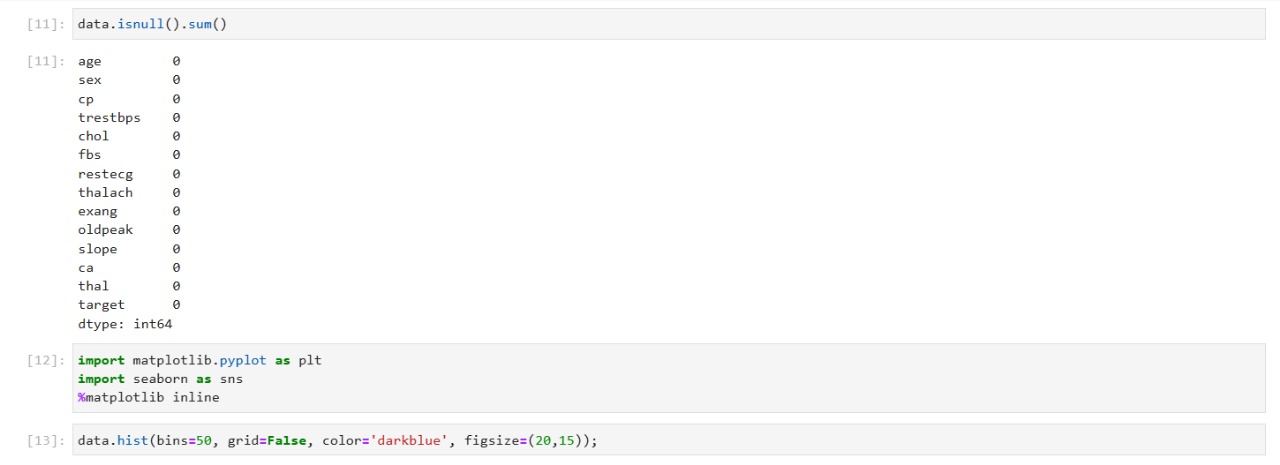 [11]: data.isnull().sum()
[11]: age 0
sex 0
cp 0
trestbps 0
chol 0
fbs 0
restecg 0
thalach 0
exang 0
oldpeak 0
slope 0
ca 0
thal 0
target 0
dtype: int64
[12]: import matplotlib.pyplot as plt
import seaborn as sns
%matplotlib inline
[13]: data.hist(bins=50, grid=False, color='darkblue', figsize=(20,15));